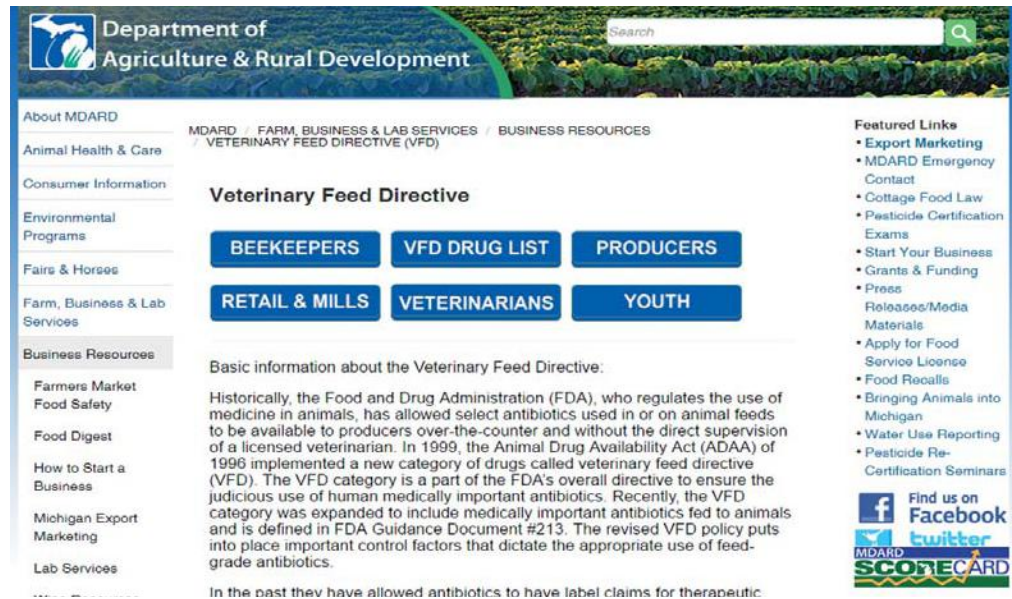 Department of
Agriculture & Rural Development
Search
About MDARD
Animal Health & Care
Consumer Information
Environmental
Programs
Fairs & Horses
Farm, Business & Lab
Services
Business Resources
Farmers Market
Food Safety
Food Digest
How to Start a
Business
Michigan Export
Marketing
Lab Services
MDARD / FARM, BUSINESS & LAB SERVICES / BUSINESS RESOURCES
/ VETERINARY FEED DIRECTIVE (VFD)
Veterinary Feed Directive
BEEKEEPERS
VFD DRUG LIST
PRODUCERS
RETAIL & MILLS
VETERINARIANS
YOUTH
Basic information about the Veterinary Feed Directive:
Historically, the Food and Drug Administration (FDA), who regulates the use of
medicine in animals, has allowed select antibiotics used in or on animal feeds
to be available to producers over-the-counter and without the direct supervision
of a licensed veterinarian. In 1999, the Animal Drug Availability Act (ADAA) of
1996 implemented a new category of drugs called veterinary feed directive
(VFD). The VFD category is a part of the FDA's overall directive to ensure the
judicious use of human medically important antibiotics. Recently, the VFD
category was expanded to include medically important antibiotics fed to animals
and is defined in FDA Guidance Document #213. The revised VFD policy puts
into place important control factors that dictate the appropriate use of feed-
grade antibiotics.
In the past they have allowed antibiotics to have label claims for therapeutic
Featured Links
• Export Marketing
• MDARD Emergency
Contact
• Cottage Food Law
• Pesticide Certification
Exams
• Start Your Business
• Grants & Funding
• Press
Releases/Media
Materials
• Apply for Food
Service License
• Food Recalls
• Bringing Animals into
Michigan
• Water Use Reporting
• Pesticide Re-
Certification Seminars
f
Find us on
Facebook
twitter
MDARD
SCORECARD